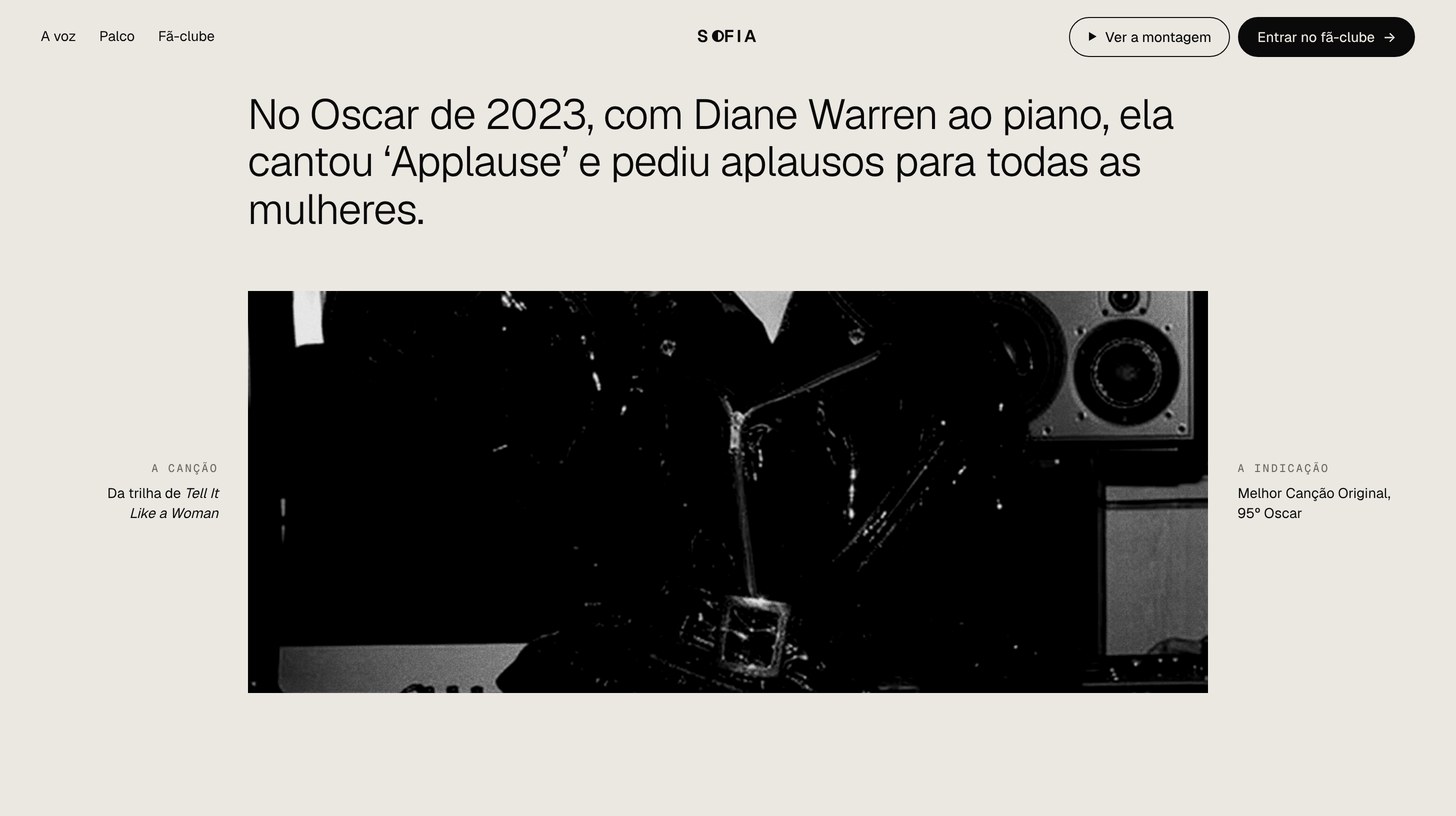 A voz
Palco
Fã-clube
SOFIA
Ver a montagem
Entrar no fã-clube →
No Oscar de 2023, com Diane Warren ao piano, ela
cantou ‘Applause’ e pediu aplausos para todas as
mulheres.
A CANÇÃO
Da trilha de Tell It
Like a Woman
A INDICAÇÃO
Melhor Canção Original,
95º Oscar